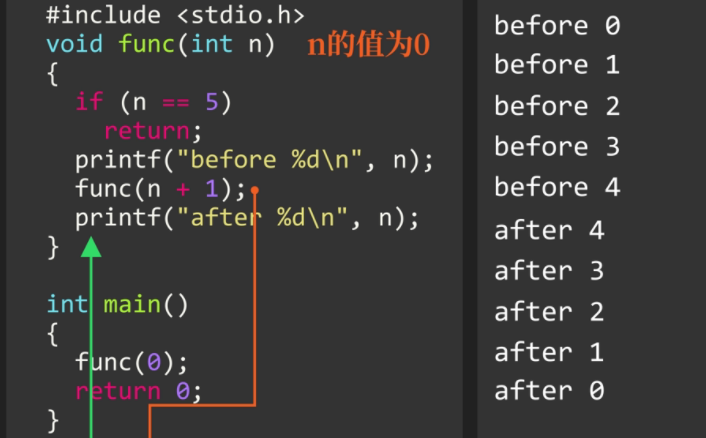 #include <stdio.h>
void func(int n) n的值为0
{
  if (n == 5)
    return;
  printf("before %d\n", n);
  func(n + 1);
  printf("after %d\n", n);
}

int main()
{
  func(0);
  return 0;
}
before 0
before 1
before 2
before 3
before 4
after 4
after 3
after 2
after 1
after 0